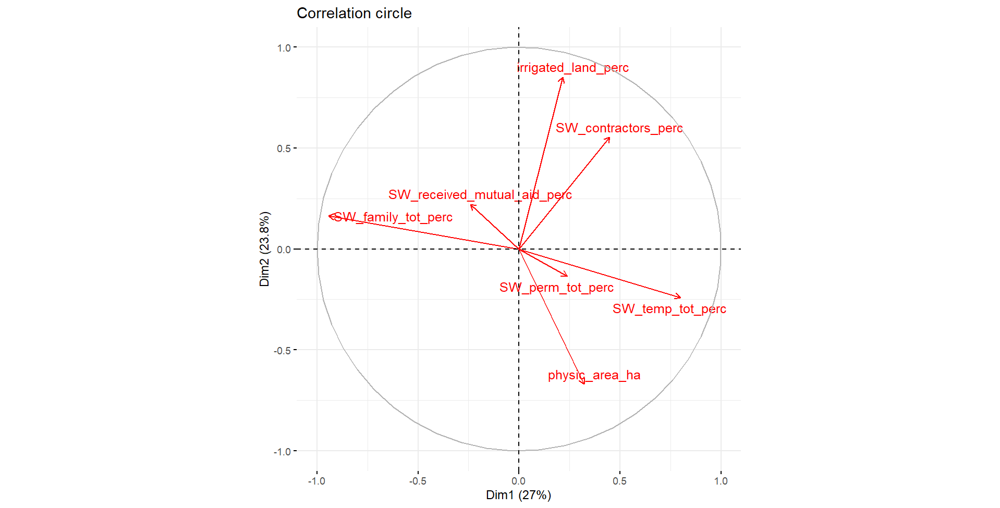 Correlation circle
1.0
irrigated_land_perc
SW_contractors_perc
0.5
SW_received_mutual_aid_perc
SW_family_tot_perc
Dim2 (23.8%)
0.0
SW_perm_tot_perc
SW_temp_tot_perc
-0.5
physic_area_ha
-1.0
-1.0 -0.5 0.0 0.5 1.0
Dim1 (27%)